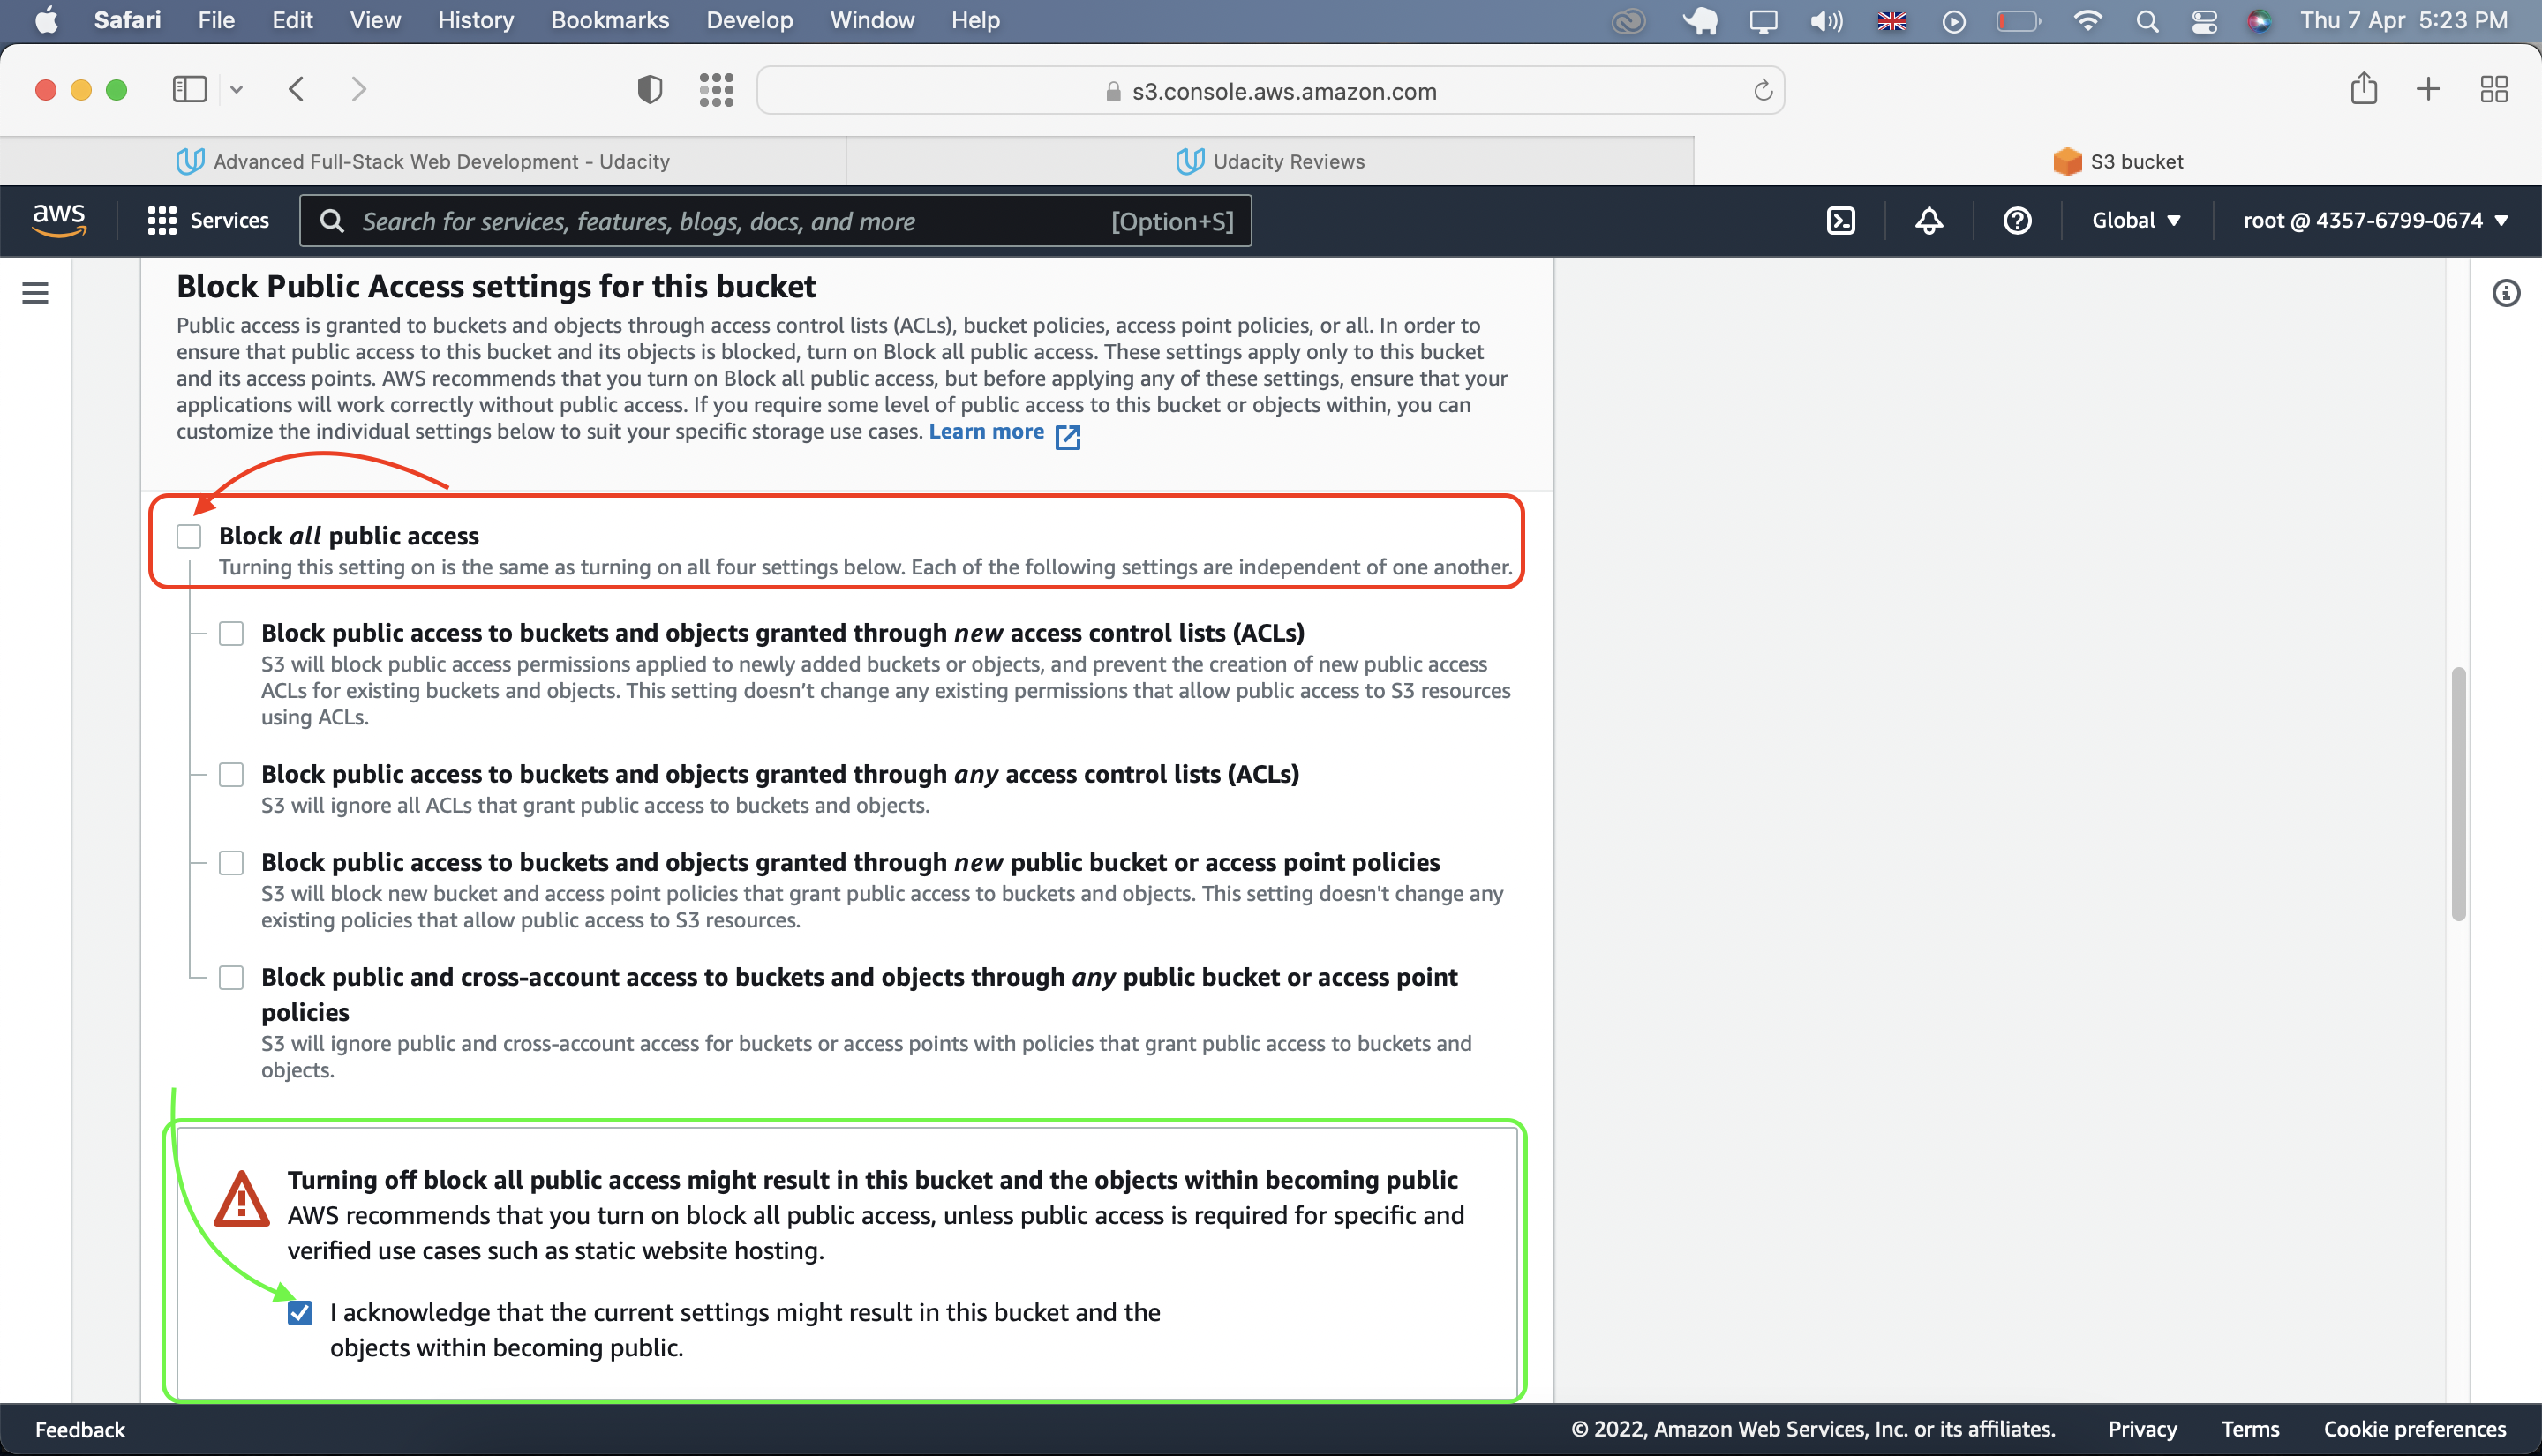 Safari File Edit View History Bookmarks Develop Window Help Thu 7 Apr 5:23 PM
s3.console.aws.amazon.com
Advanced Full-Stack Web Development - Udacity Udacity Reviews S3 bucket
aws Services Search for services, features, blogs, docs, and more [Option+S] Global root @ 4357-6799-0674
Block Public Access settings for this bucket
Public access is granted to buckets and objects through access control lists (ACLs), bucket policies, access point policies, or all. In order to
ensure that public access to this bucket and its objects is blocked, turn on Block all public access. These settings apply only to this bucket
and its access points. AWS recommends that you turn on Block all public access, but before applying any of these settings, ensure that your
applications will work correctly without public access. If you require some level of public access to this bucket or objects within, you can
customize the individual settings below to suit your specific storage use cases. Learn more
Block all public access
Turning this setting on is the same as turning on all four settings below. Each of the following settings are independent of one another.
Block public access to buckets and objects granted through new access control lists (ACLs)
S3 will block public access permissions applied to newly added buckets or objects, and prevent the creation of new public access
ACLs for existing buckets and objects. This setting doesn’t change any existing permissions that allow public access to S3 resources
using ACLs.
Block public access to buckets and objects granted through any access control lists (ACLs)
S3 will ignore all ACLs that grant public access to buckets and objects.
Block public access to buckets and objects granted through new public bucket or access point policies
S3 will block new bucket and access point policies that grant public access to buckets and objects. This setting doesn't change any
existing policies that allow public access to S3 resources.
Block public and cross-account access to buckets and objects through any public bucket or access point
policies
S3 will ignore public and cross-account access for buckets or access points with policies that grant public access to buckets and
objects.
Turning off block all public access might result in this bucket and the objects within becoming public
AWS recommends that you turn on block all public access, unless public access is required for specific and
verified use cases such as static website hosting.
I acknowledge that the current settings might result in this bucket and the
objects within becoming public.
Feedback © 2022, Amazon Web Services, Inc. or its affiliates. Privacy Terms Cookie preferences